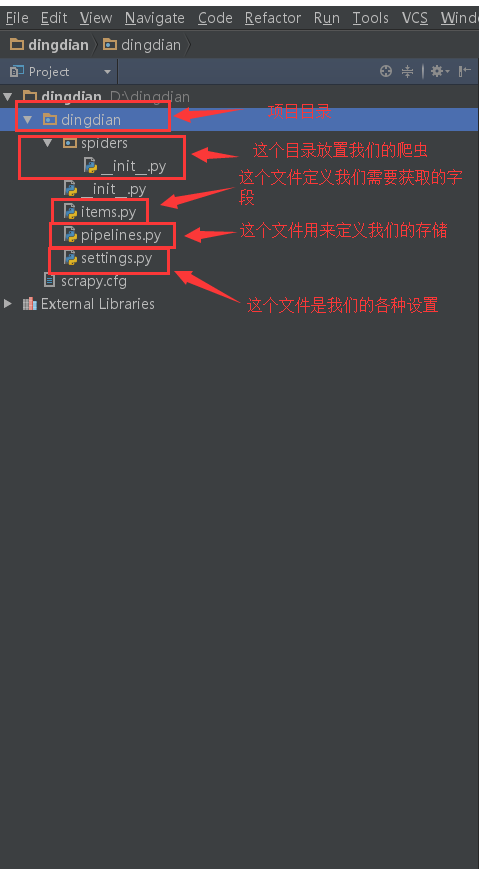 File Edit View Navigate Code Refactor Run Tools VCS Windo
dingdian dingdian
Project
dingdian D:\dingdian
dingdian 项目目录
spiders 这个目录放置我们的爬虫
__init__.py
__init__.py 这个文件定义我们需要获取的字
段
items.py
pipelines.py 这个文件用来定义我们的存储
settings.py
scrapy.cfg
External Libraries 这个文件是我们的各种设置